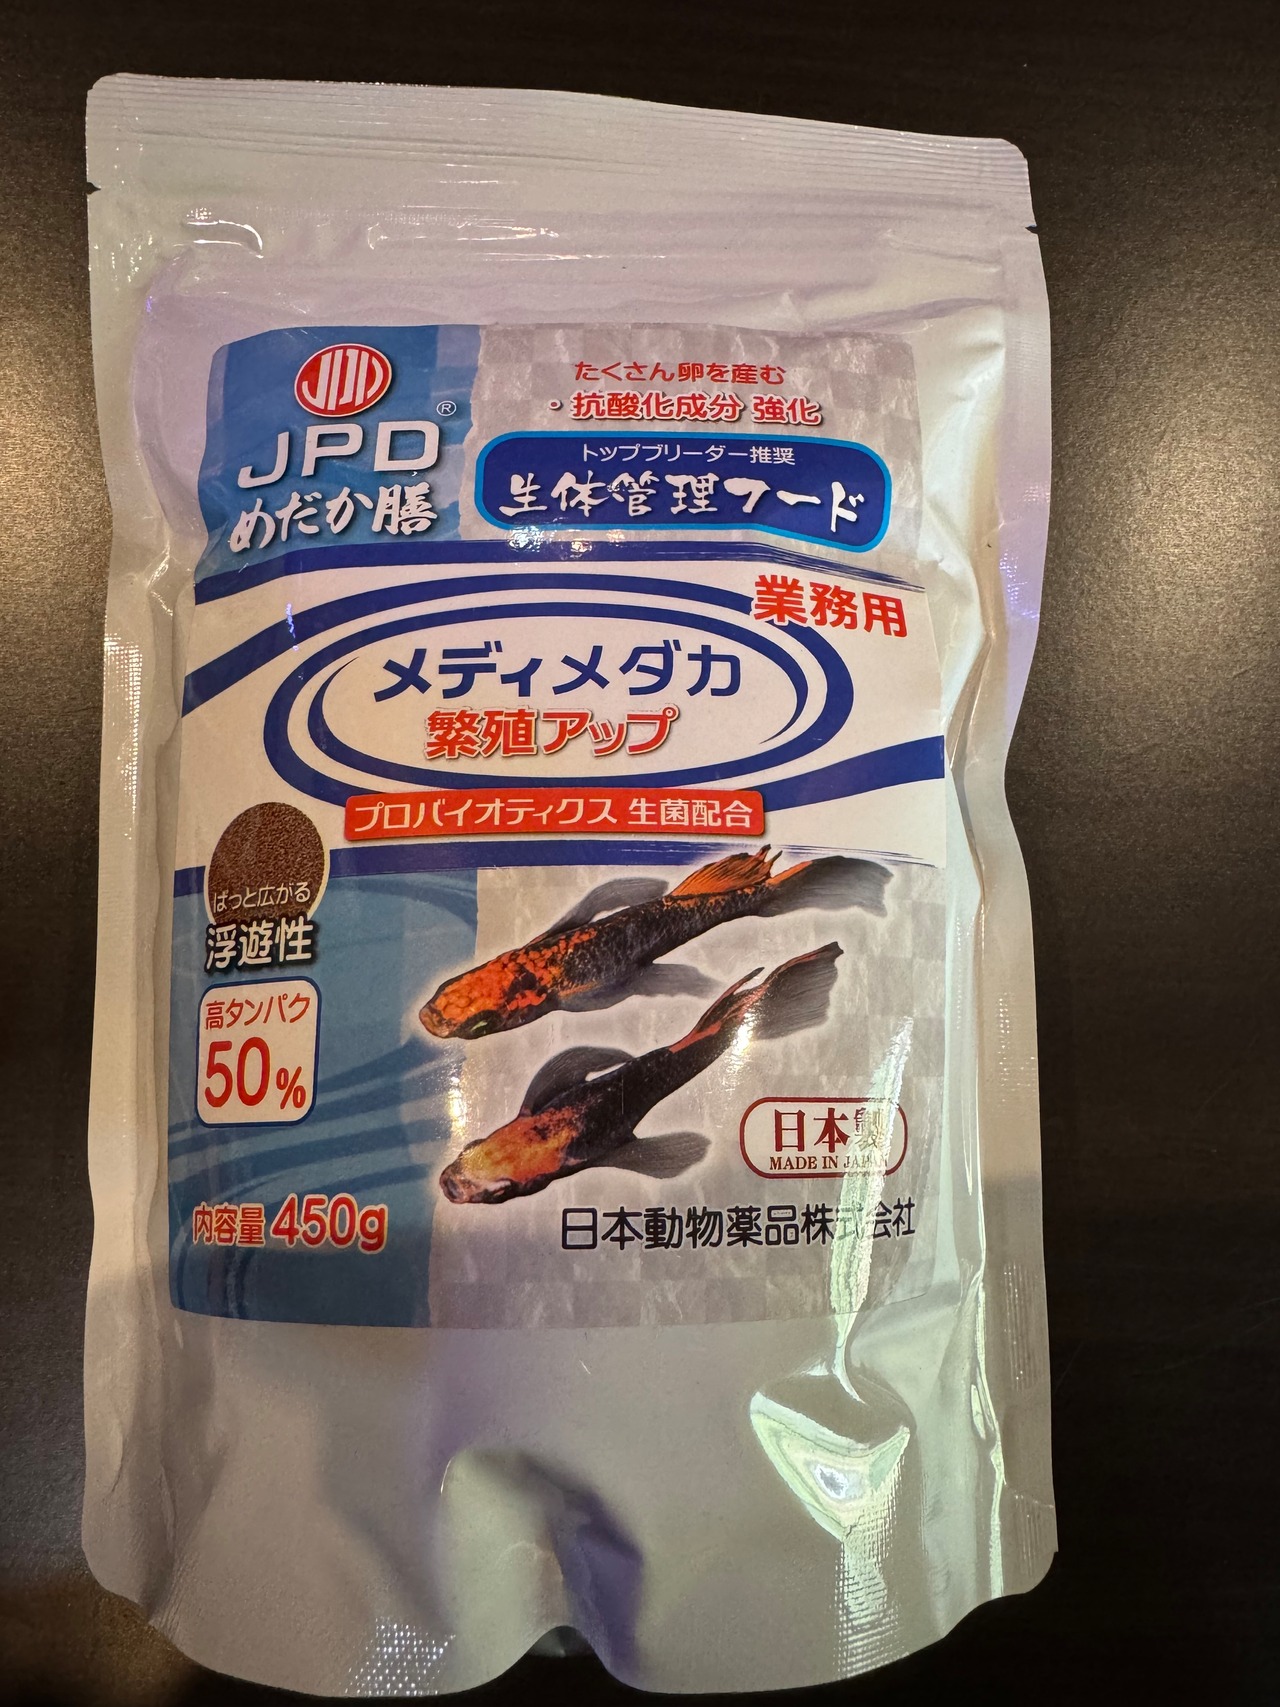 JPD®
めだか膳
たくさん卵を産む
・抗酸化成分 強化
トップブリーダー推奨
生体管理フード
業務用
メディメダカ
繁殖アップ
プロバイオティクス 生菌配合
ぱっと広がる
浮遊性
高タンパク
50%
日本製
MADE IN JAPAN
内容量 450g
日本動物薬品株式会社